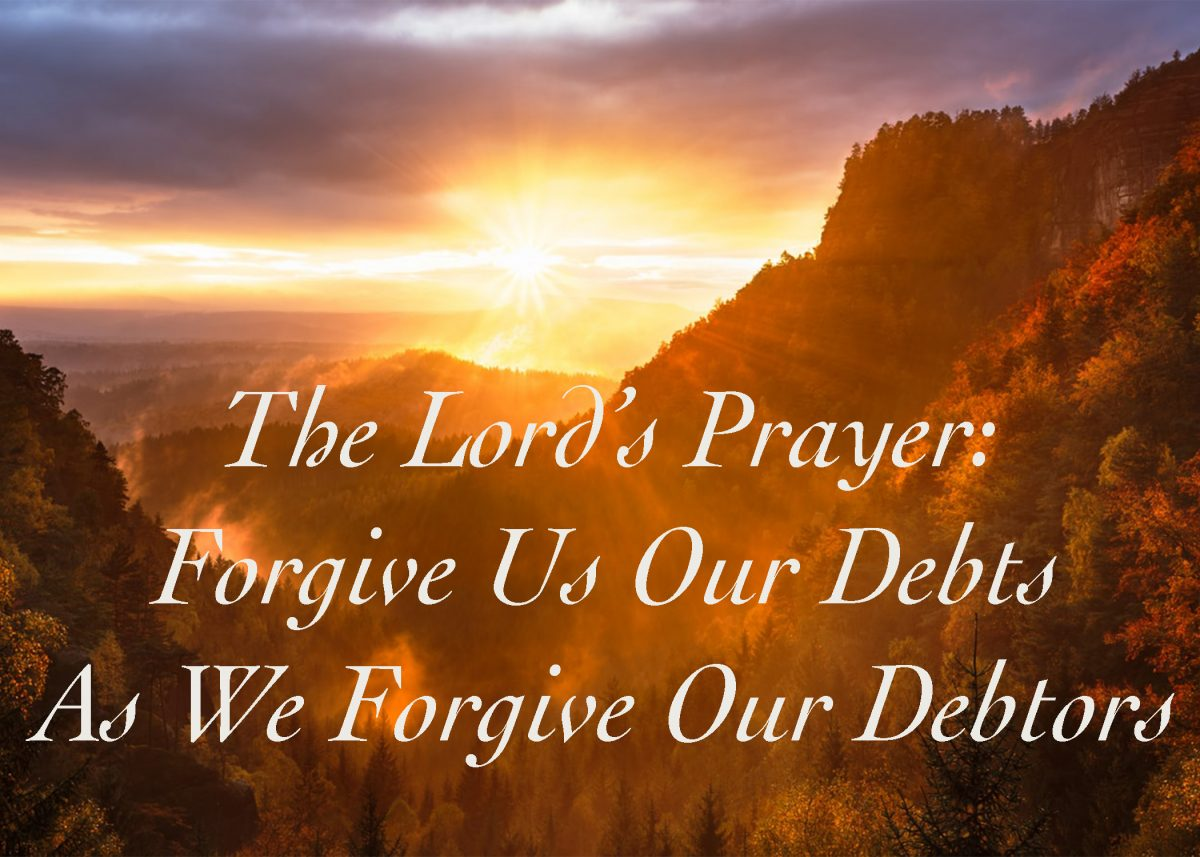 The Lord's Prayer:
Forgive Us Our Debts
As We Forgive Our Debtors